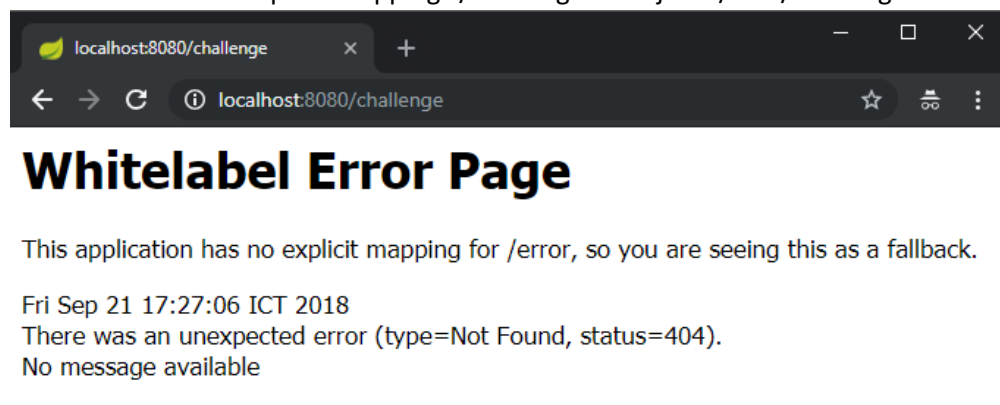 localhost:8080/challenge
localhost:8080/challenge
Whitelabel Error Page
This application has no explicit mapping for /error, so you are seeing this as a fallback.
Fri Sep 21 17:27:06 ICT 2018
There was an unexpected error (type=Not Found, status=404).
No message available